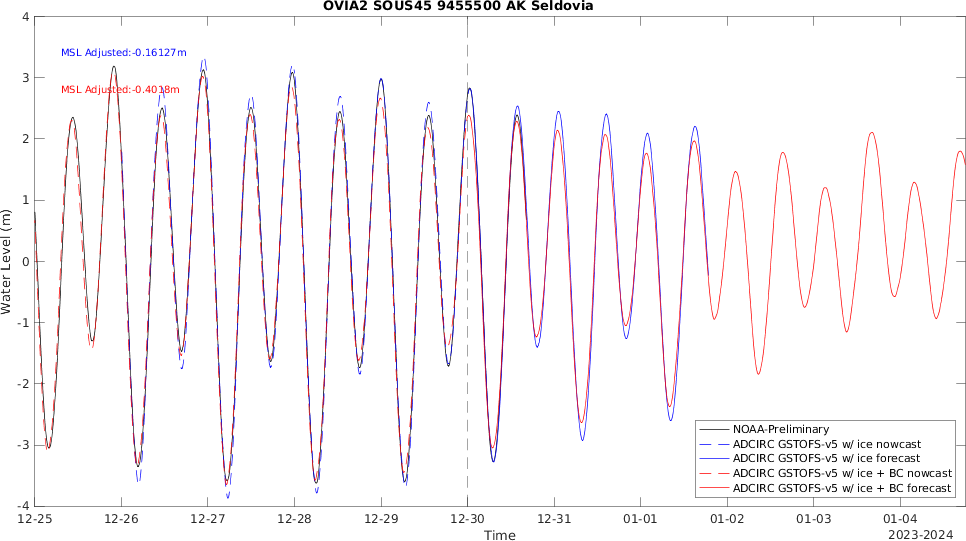 OVIA2 SOUS45 9455500 AK Seldovia
4
MSL Adjusted:-0.16127m
3
MSL Adjusted:-0.4018m
2
1
0
-1
-2
-3
-4
Water Level (m)
NOAA-Preliminary
ADCIRC GSTOFS-v5 w/ ice nowcast
ADCIRC GSTOFS-v5 w/ ice forecast
ADCIRC GSTOFS-v5 w/ ice + BC nowcast
ADCIRC GSTOFS-v5 w/ ice + BC forecast
12-25 12-26 12-27 12-28 12-29 12-30 12-31 01-01 01-02 01-03 01-04
Time
2023-2024